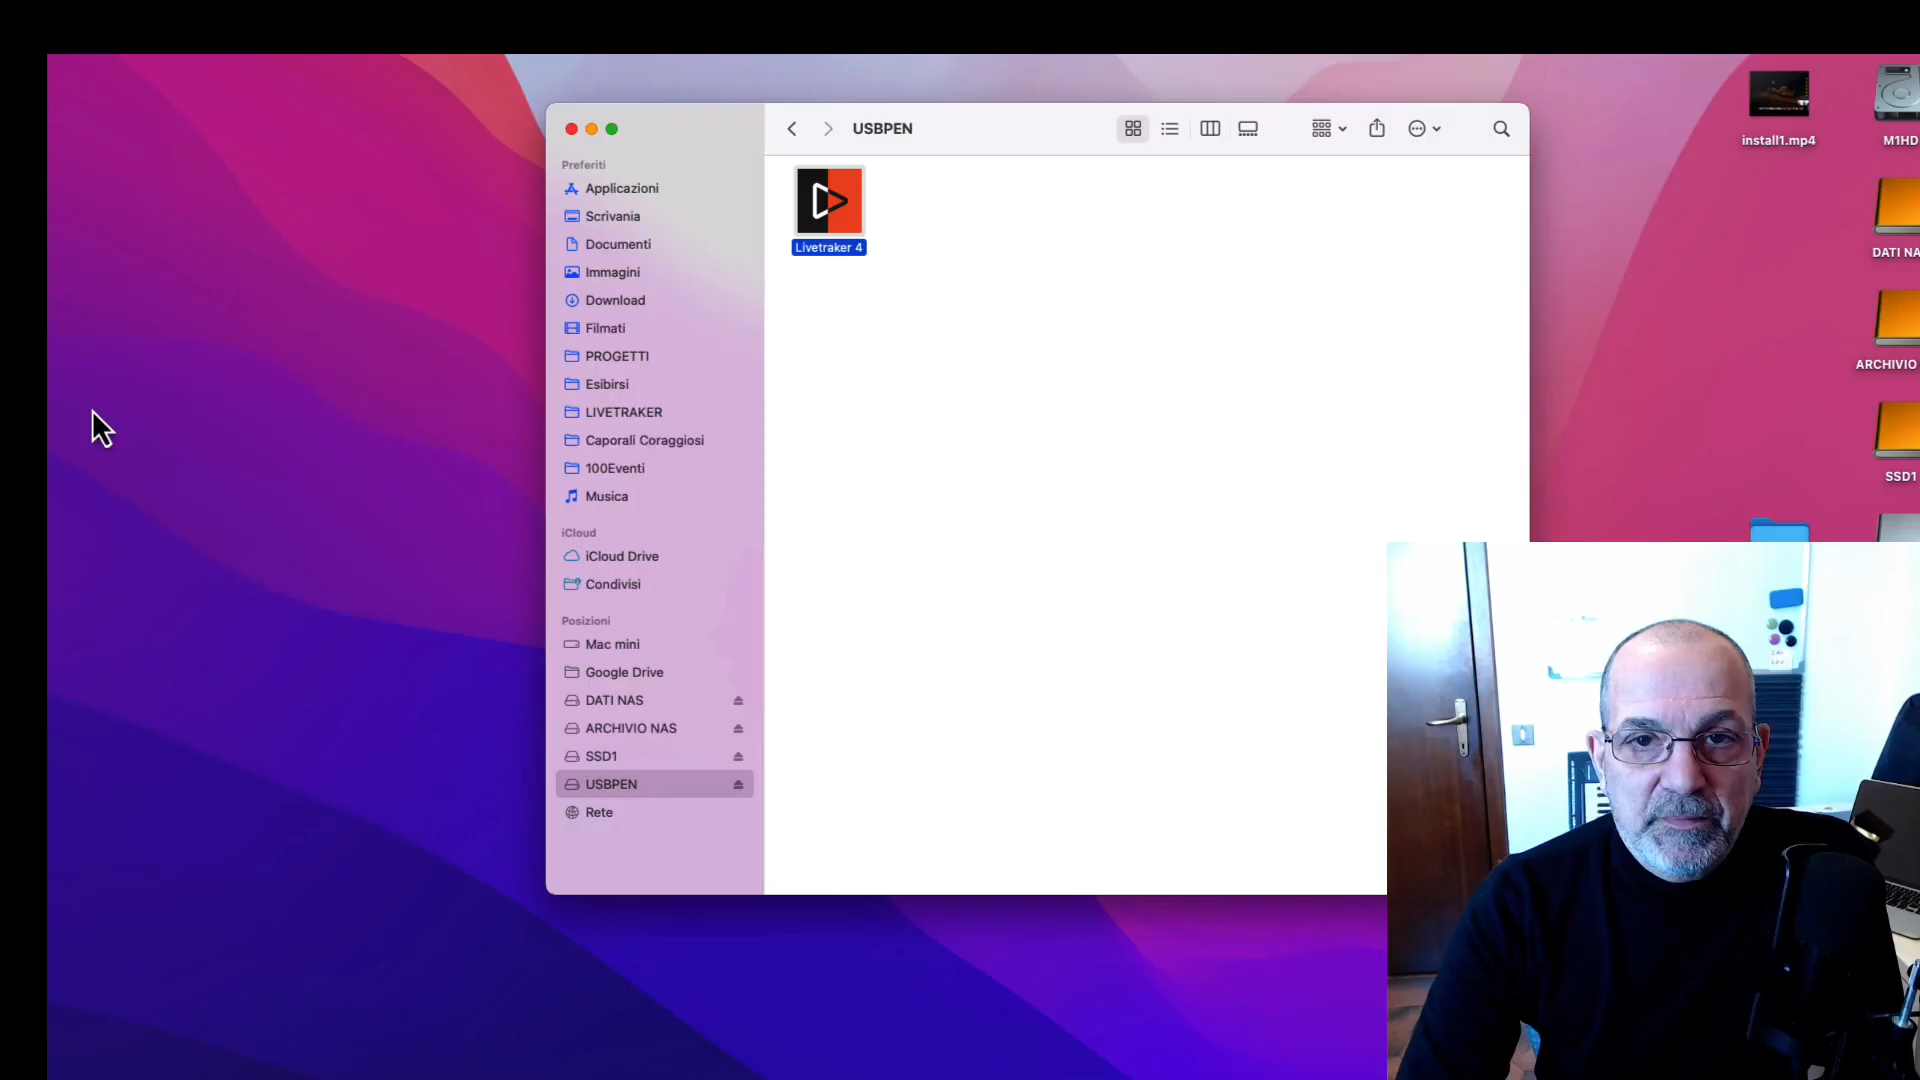 USBPEN
Preferiti
Applicazioni
Scrivania
Documenti
Immagini
Download
Filmati
PROGETTI
Esibirsi
LIVETRAKER
Caporali Coraggiosi
100Eventi
Musica
iCloud
iCloud Drive
Condivisi
Posizioni
Mac mini
Google Drive
DATI NAS
ARCHIVIO NAS
SSD1
USBPEN
Rete
Livetraker 4
install1.mp4
M1HD
DATI NA
ARCHIVIO
SSD1